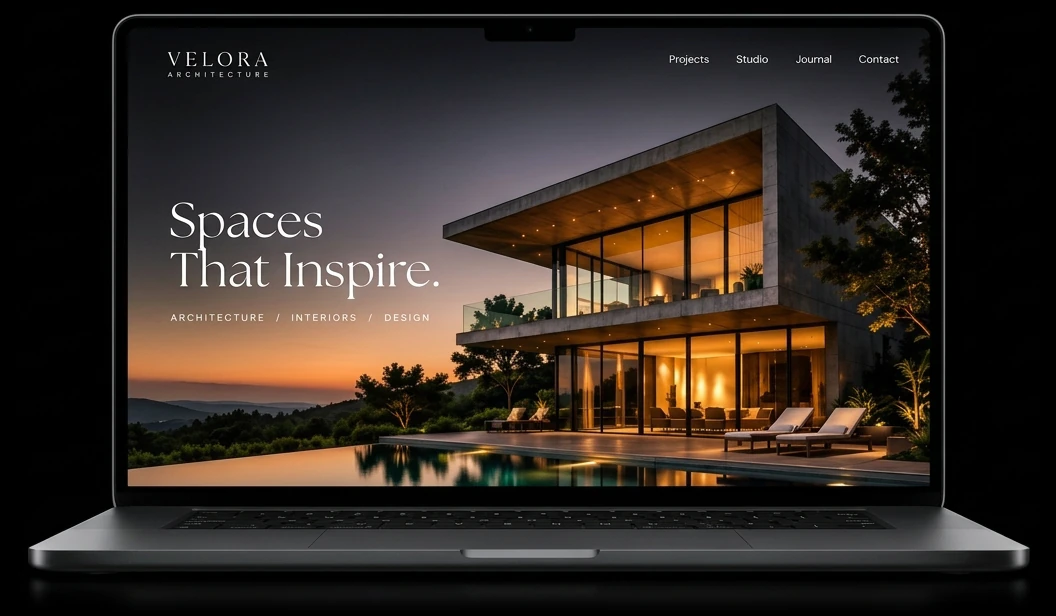 VELORA
ARCHITECTURE
Projects Studio Journal Contact
Spaces
That Inspire.
ARCHITECTURE / INTERIORS / DESIGN